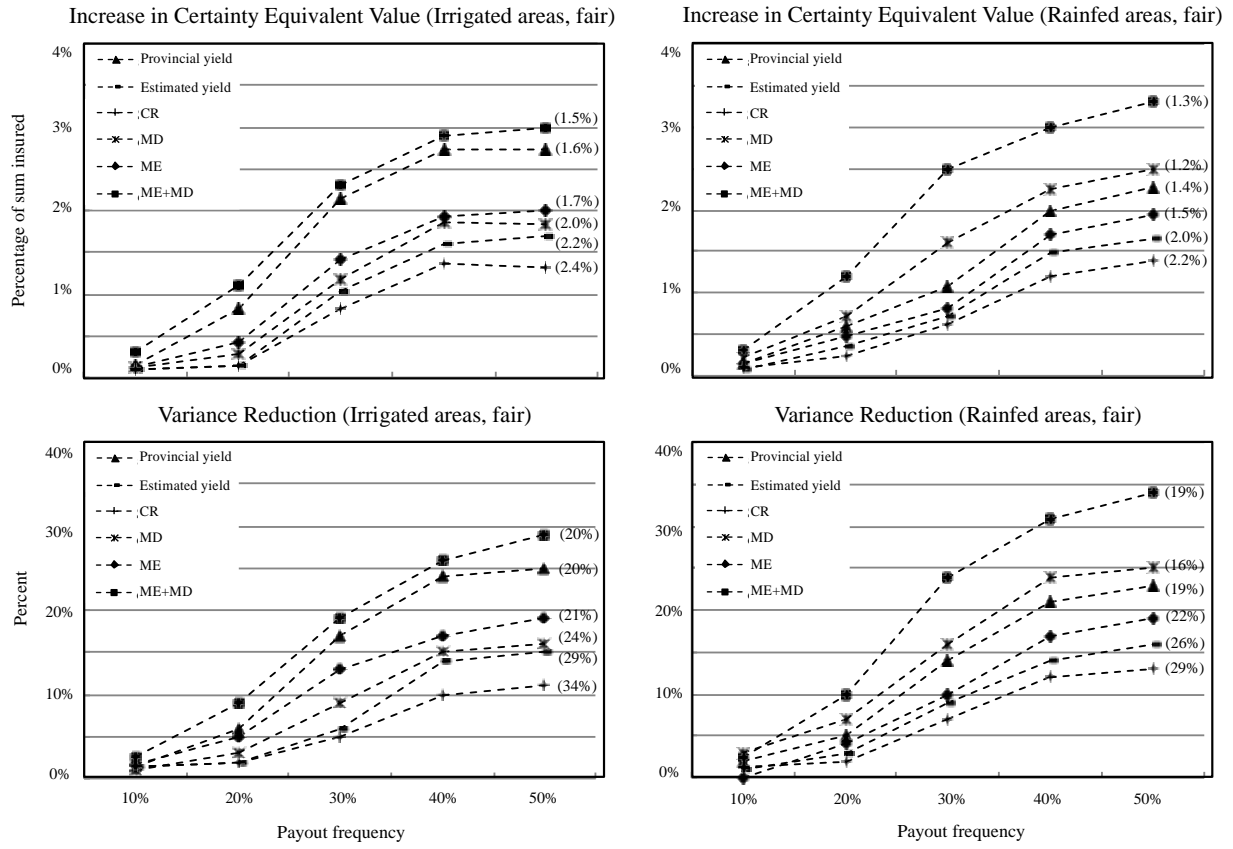 Increase in Certainty Equivalent Value (Irrigated areas, fair)
4%
3%
2%
1%
0%
Percentage of sum insured
Provincial yield
Estimated yield
CR
MD
ME
ME+MD
(1.5%)
(1.6%)
(1.7%)
(2.0%)
(2.2%)
(2.4%)
Increase in Certainty Equivalent Value (Rainfed areas, fair)
4%
3%
2%
1%
0%
Provincial yield
Estimated yield
CR
MD
ME
ME+MD
(1.3%)
(1.2%)
(1.4%)
(1.5%)
(2.0%)
(2.2%)
Variance Reduction (Irrigated areas, fair)
40%
30%
20%
10%
0%
Percent
Provincial yield
Estimated yield
CR
MD
ME
ME+MD
(20%)
(20%)
(21%)
(24%)
(29%)
(34%)
10% 20% 30% 40% 50%
Payout frequency
Variance Reduction (Rainfed areas, fair)
40%
30%
20%
10%
0%
Provincial yield
Estimated yield
CR
MD
ME
ME+MD
(19%)
(16%)
(19%)
(22%)
(26%)
(29%)
10% 20% 30% 40% 50%
Payout frequency